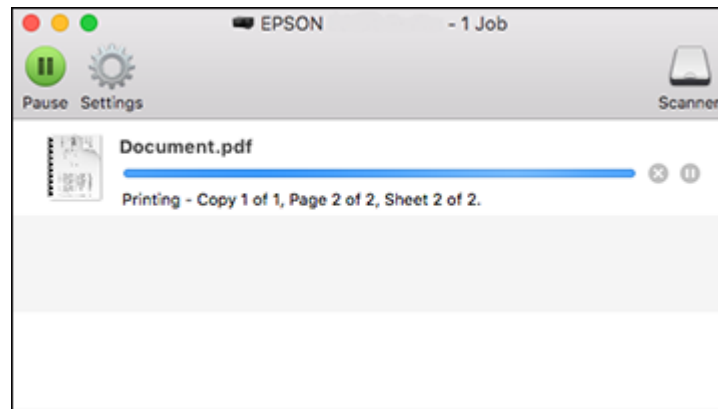 EPSON - 1 Job
Pause Settings Scanner
Document.pdf
Printing - Copy 1 of 1, Page 2 of 2, Sheet 2 of 2.